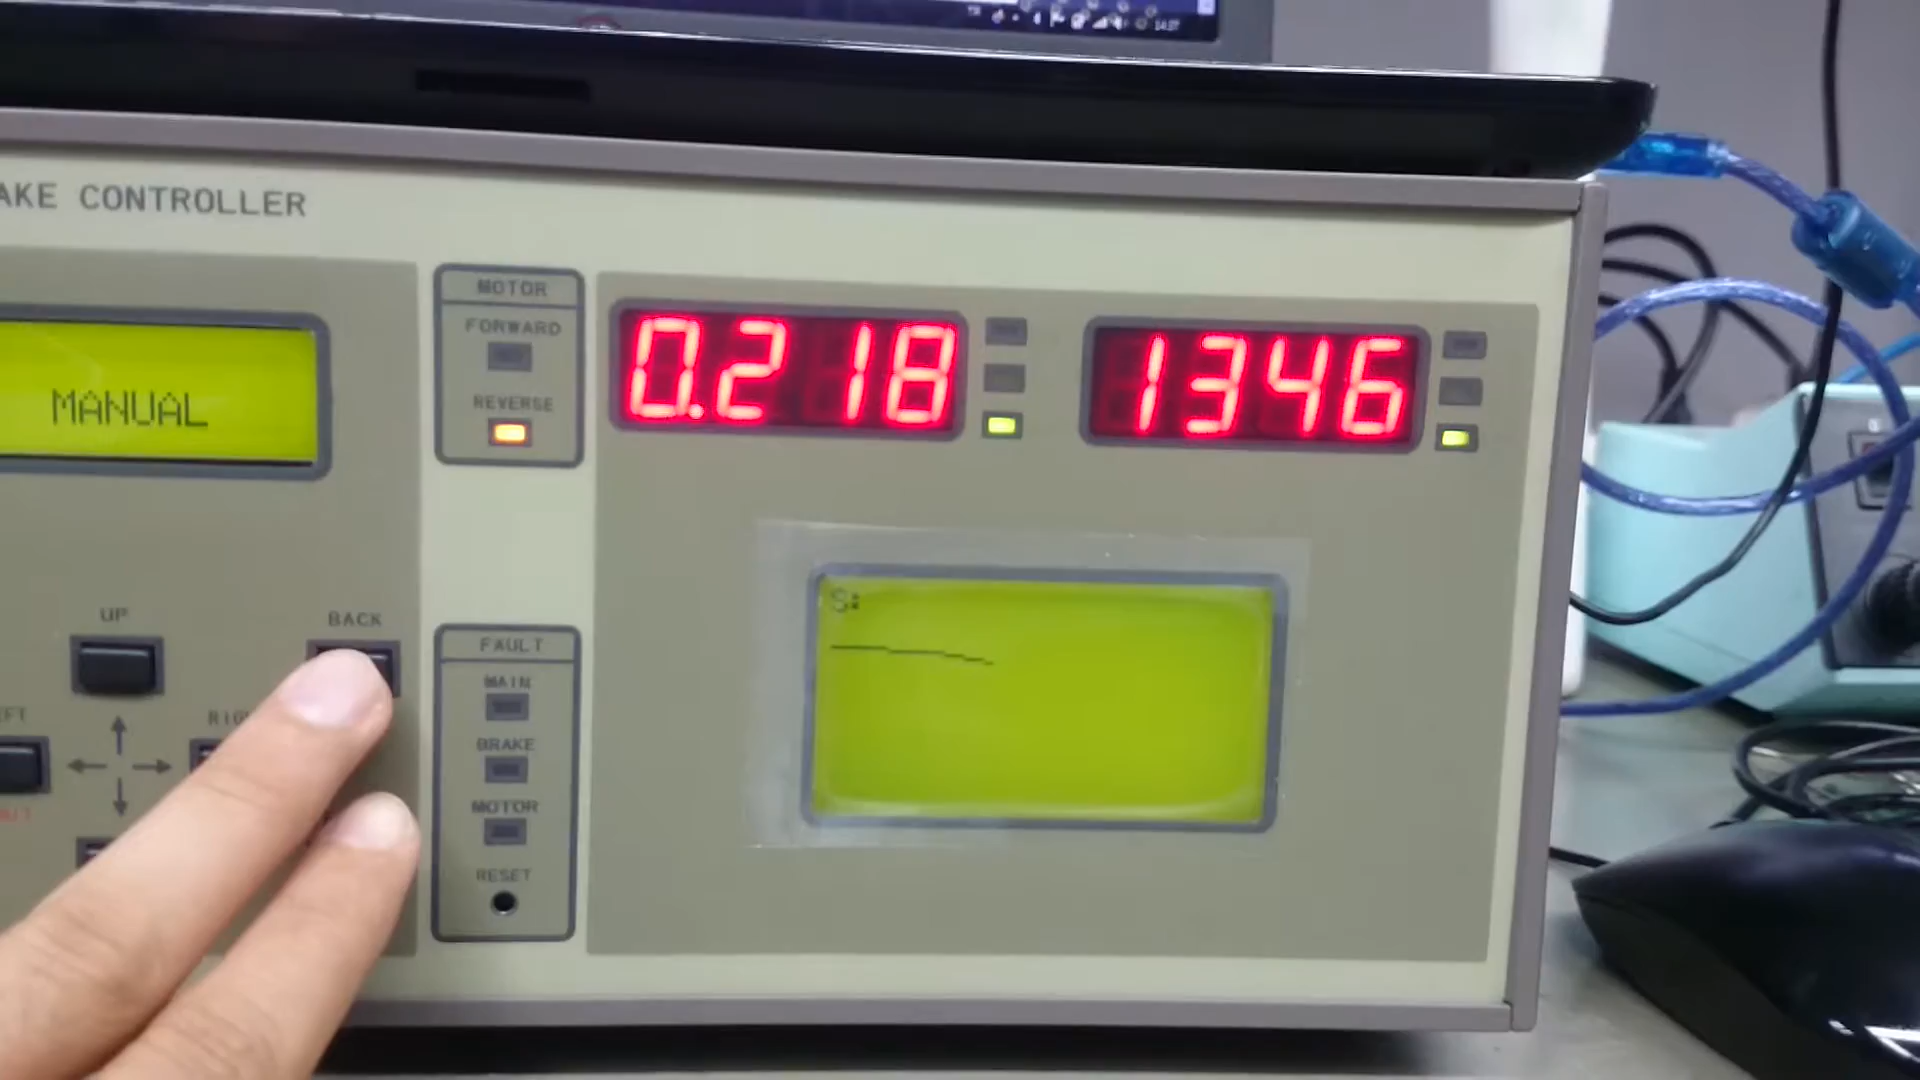 AKE CONTROLLER
MANUAL
MOTOR
FORWARD
REVERSE
0.218
1346
S:
UP
BACK
FAULT
MAIN
BRAKE
MOTOR
RESET